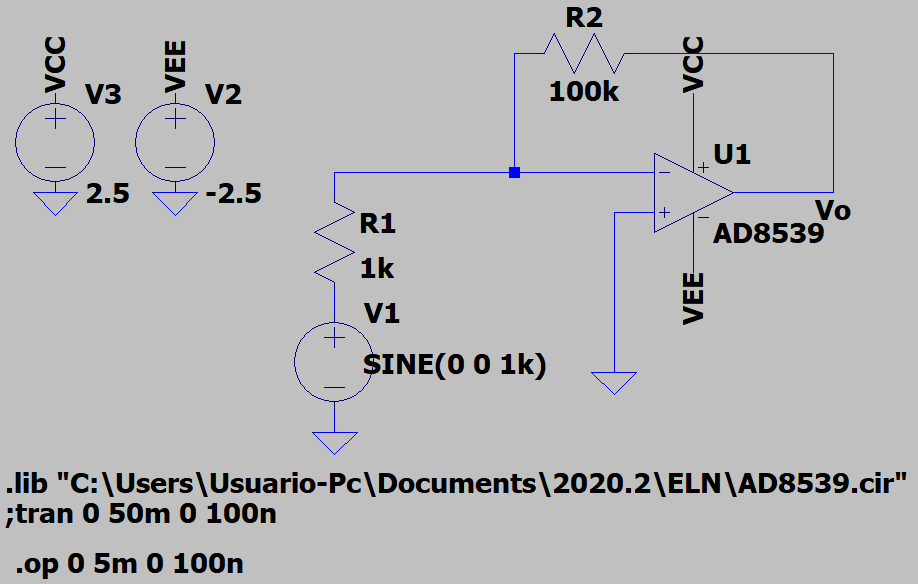 R2
100k
VCC
V3
2.5
VEE
V2
-2.5
VCC
U1
AD8539
VEE
Vo
R1
1k
V1
SINE(0 0 1k)
.lib "C:\Users\Usuario-Pc\Documents\2020.2\ELN\AD8539.cir"
;tran 0 50m 0 100n
.op 0 5m 0 100n